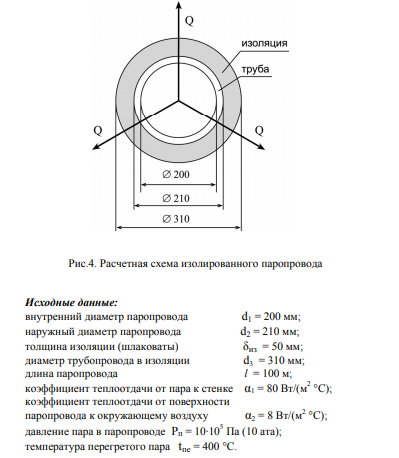 Q
изоляция
труба
Q
Q
∅ 200
∅ 210
∅ 310
Рис.4. Расчетная схема изолированного паропровода
Исходные данные:
внутренний диаметр паропровода d₁ = 200 мм;
наружный диаметр паропровода d₂ = 210 мм;
толщина изоляции (шлаковаты) δиз = 50 мм;
диаметр трубопровода в изоляции d₃ = 310 мм;
длина паропровода l = 100 м;
коэффициент теплоотдачи от пара к стенке α₁ = 80 Вт/(м² °С);
коэффициент теплоотдачи от поверхности
паропровода к окружающему воздуху α₂ = 8 Вт/(м² °С);
давление пара в паропроводе Pп = 10·10⁵ Па (10 ата);
температура перегретого пара tпе = 400 °С.